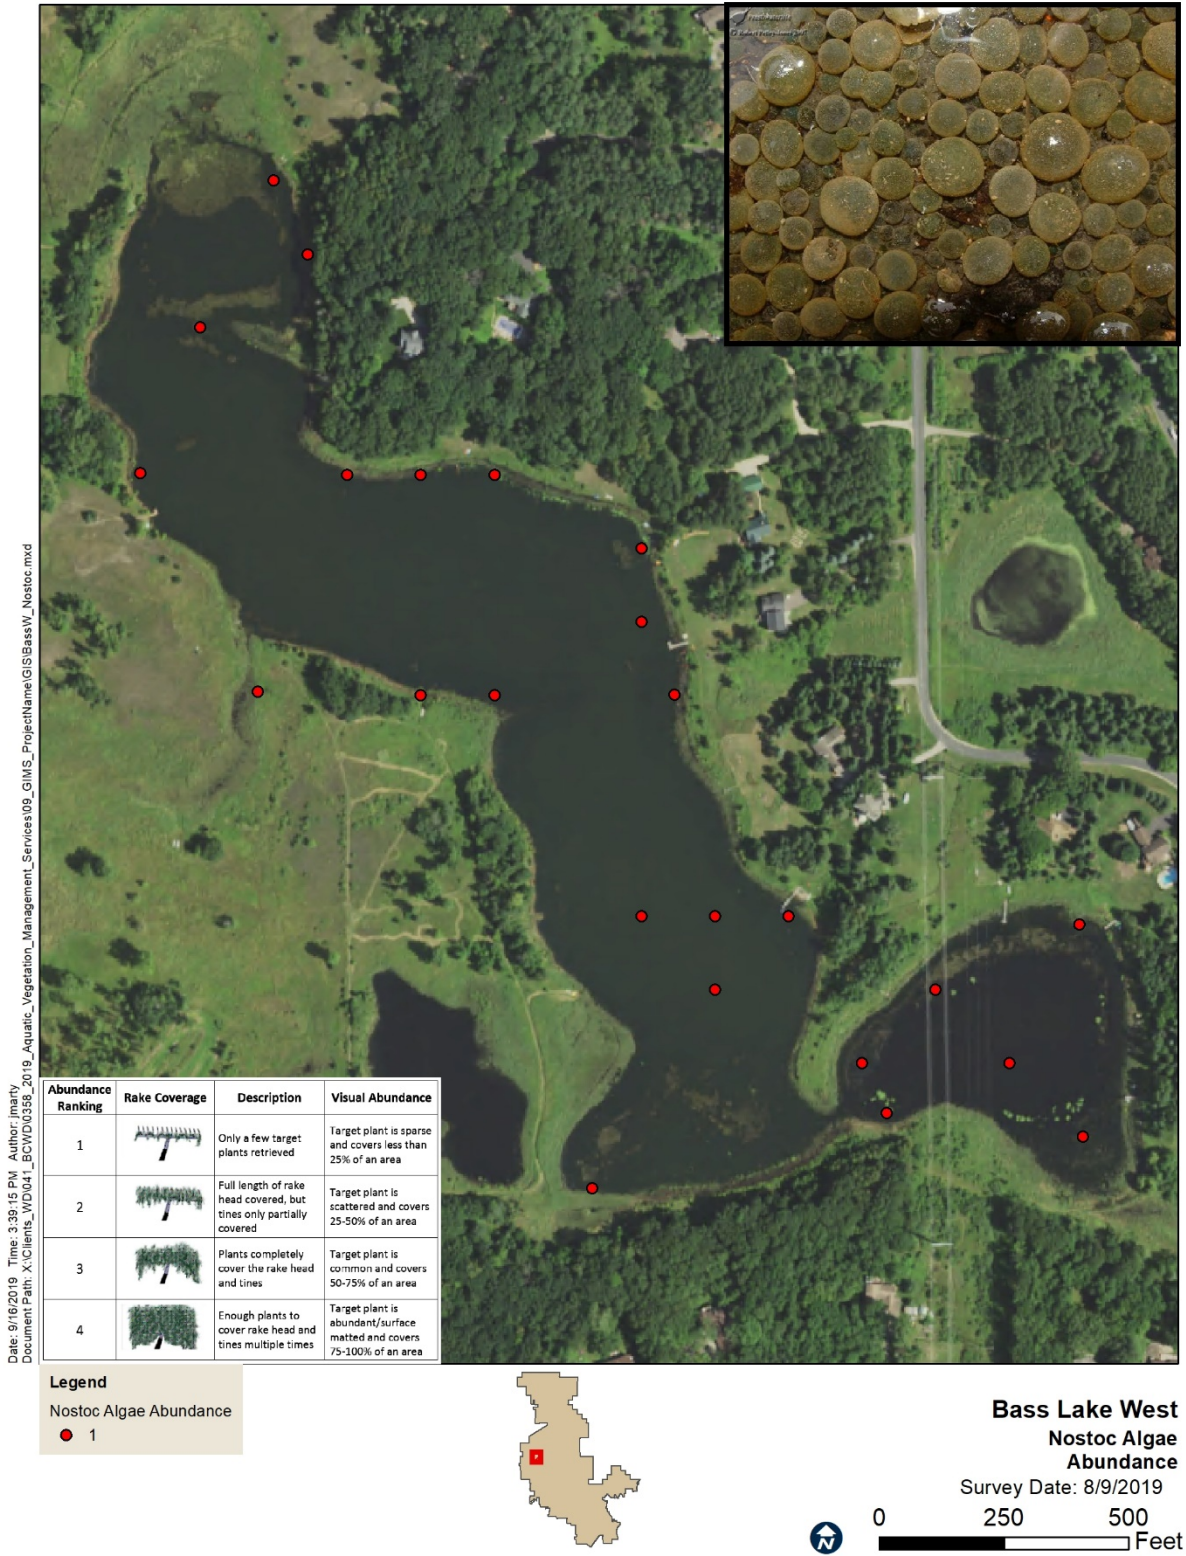 Date: 9/16/2019 Time: 3:39:15 PM Author: jmarty
Document Path: X:\Clients_WD\041_BCWD\0358_2019_Aquatic_Vegetation_Management_Services\09_GIMS_ProjectName\GIS\BassW_Nostoc.mxd
Abundance Ranking
Rake Coverage
Description
Visual Abundance
1
Only a few target
plants retrieved
Target plant is sparse
and covers less than
25% of an area
2
Full length of rake
head covered, but
tines only partially
covered
Target plant is
scattered and covers
25-50% of an area
3
Plants completely
cover the rake head
and tines
Target plant is
common and covers
50-75% of an area
4
Enough plants to
cover rake head and
tines multiple times
Target plant is
abundant/surface
matted and covers
75-100% of an area
Legend
Nostoc Algae Abundance
1
Bass Lake West
Nostoc Algae
Abundance
Survey Date: 8/9/2019
N
0 250 500
Feet